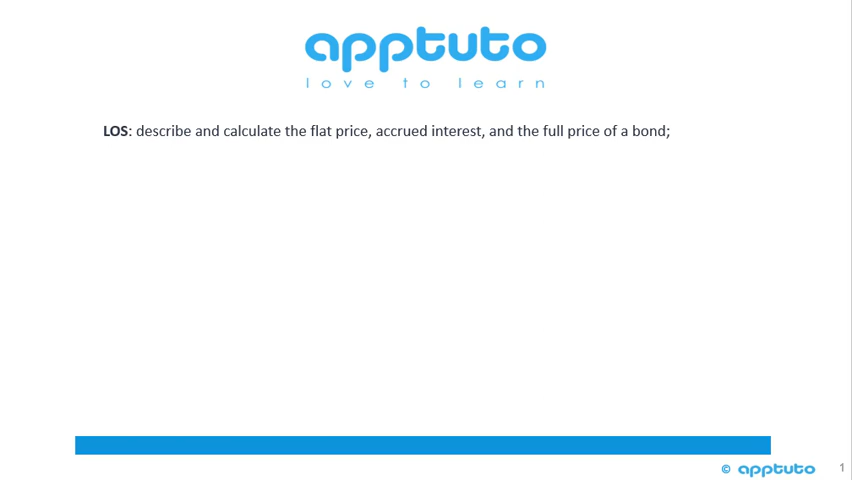 apptuto
love to learn
LOS: describe and calculate the flat price, accrued interest, and the full price of a bond;
© apptuto 1